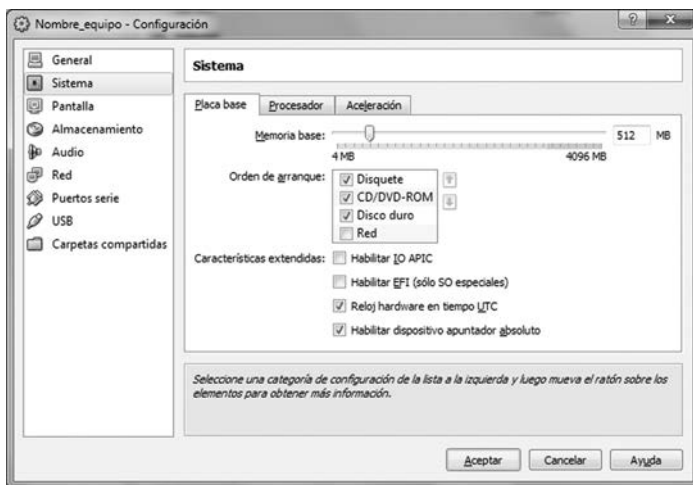 Nombre_equipo - Configuración
General
Sistema
Pantalla
Almacenamiento
Audio
Red
Puertos serie
USB
Carpetas compartidas
Sistema
Placa base Procesador Aceleración
Memoria base: 512 MB
4 MB 4096 MB
Orden de arranque: Disquete
CD/DVD-ROM
Disco duro
Red
Características extendidas: Habilitar IO APIC
Habilitar EFI (sólo SO especiales)
Reloj hardware en tiempo UTC
Habilitar dispositivo apuntador absoluto
Seleccione una categoría de configuración de la lista a la izquierda y luego mueva el ratón sobre los
elementos para obtener más información.
Aceptar Cancelar Ayuda